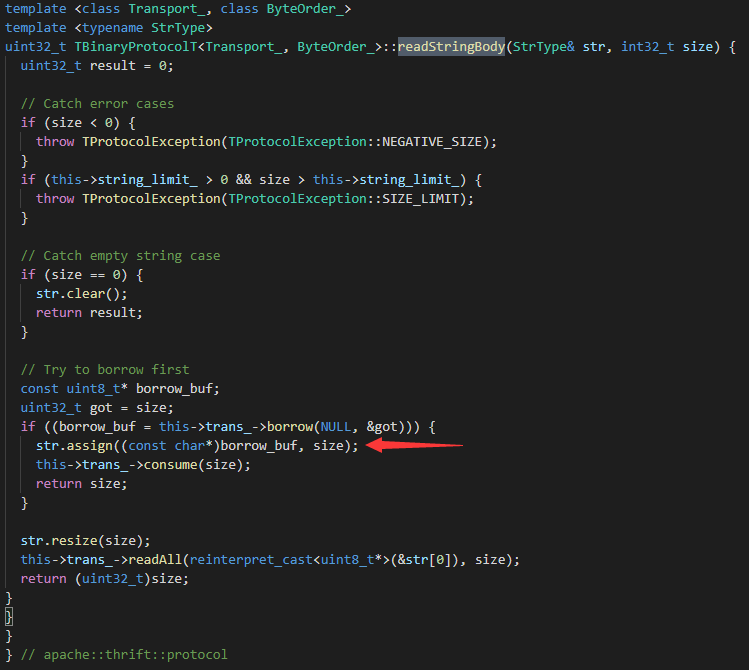 template <class Transport_, class ByteOrder_>
template <typename StrType>
uint32_t TBinaryProtocolT<Transport_, ByteOrder_>::readStringBody(StrType& str, int32_t size) {
  uint32_t result = 0;

  // Catch error cases
  if (size < 0) {
    throw TProtocolException(TProtocolException::NEGATIVE_SIZE);
  }
  if (this->string_limit_ > 0 && size > this->string_limit_) {
    throw TProtocolException(TProtocolException::SIZE_LIMIT);
  }

  // Catch empty string case
  if (size == 0) {
    str.clear();
    return result;
  }

  // Try to borrow first
  const uint8_t* borrow_buf;
  uint32_t got = size;
  if ((borrow_buf = this->trans_->borrow(NULL, &got))) {
    str.assign((const char*)borrow_buf, size);
    this->trans_->consume(size);
    return size;
  }

  str.resize(size);
  this->trans_->readAll(reinterpret_cast<uint8_t*>(&str[0]), size);
  return (uint32_t)size;
}
}
}
} // apache::thrift::protocol